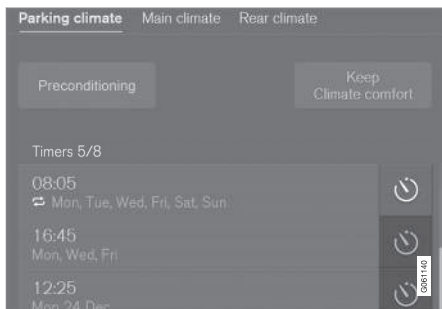 Parking climate Main climate Rear climate
Preconditioning
Keep
Climate comfort
Timers 5/8
08:05
Mon, Tue, Wed, Fri, Sat, Sun
16:45
Mon, Wed, Fri
12:25
Mon 24 Dec
G061140